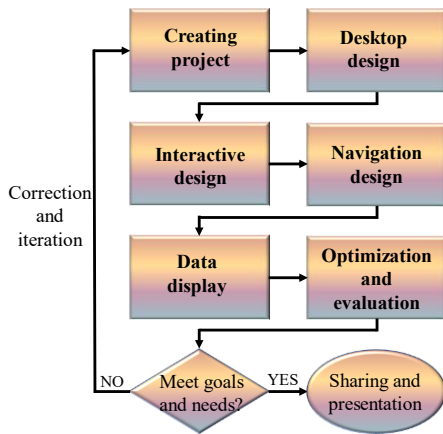 Creating
project
Desktop
design
Interactive
design
Navigation
design
Correction
and
iteration
Data
display
Optimization
and
evaluation
NO
Meet goals
and needs?
YES
Sharing and
presentation